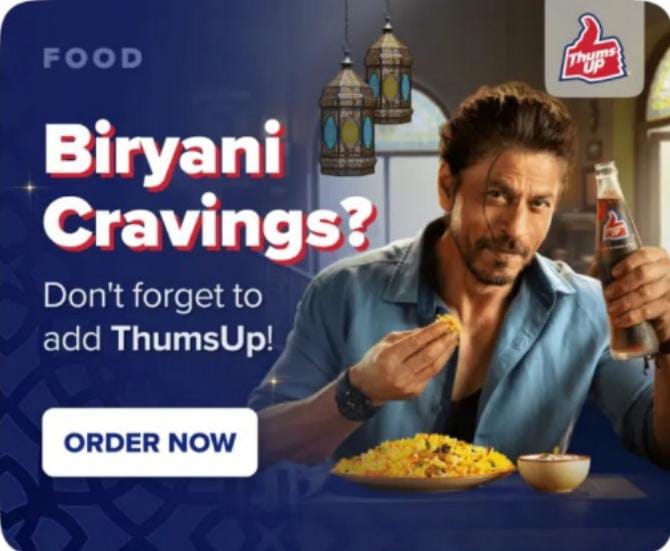 FOOD
Thums
Up
Biryani
Cravings?
Don't forget to
add ThumsUp!
ORDER NOW